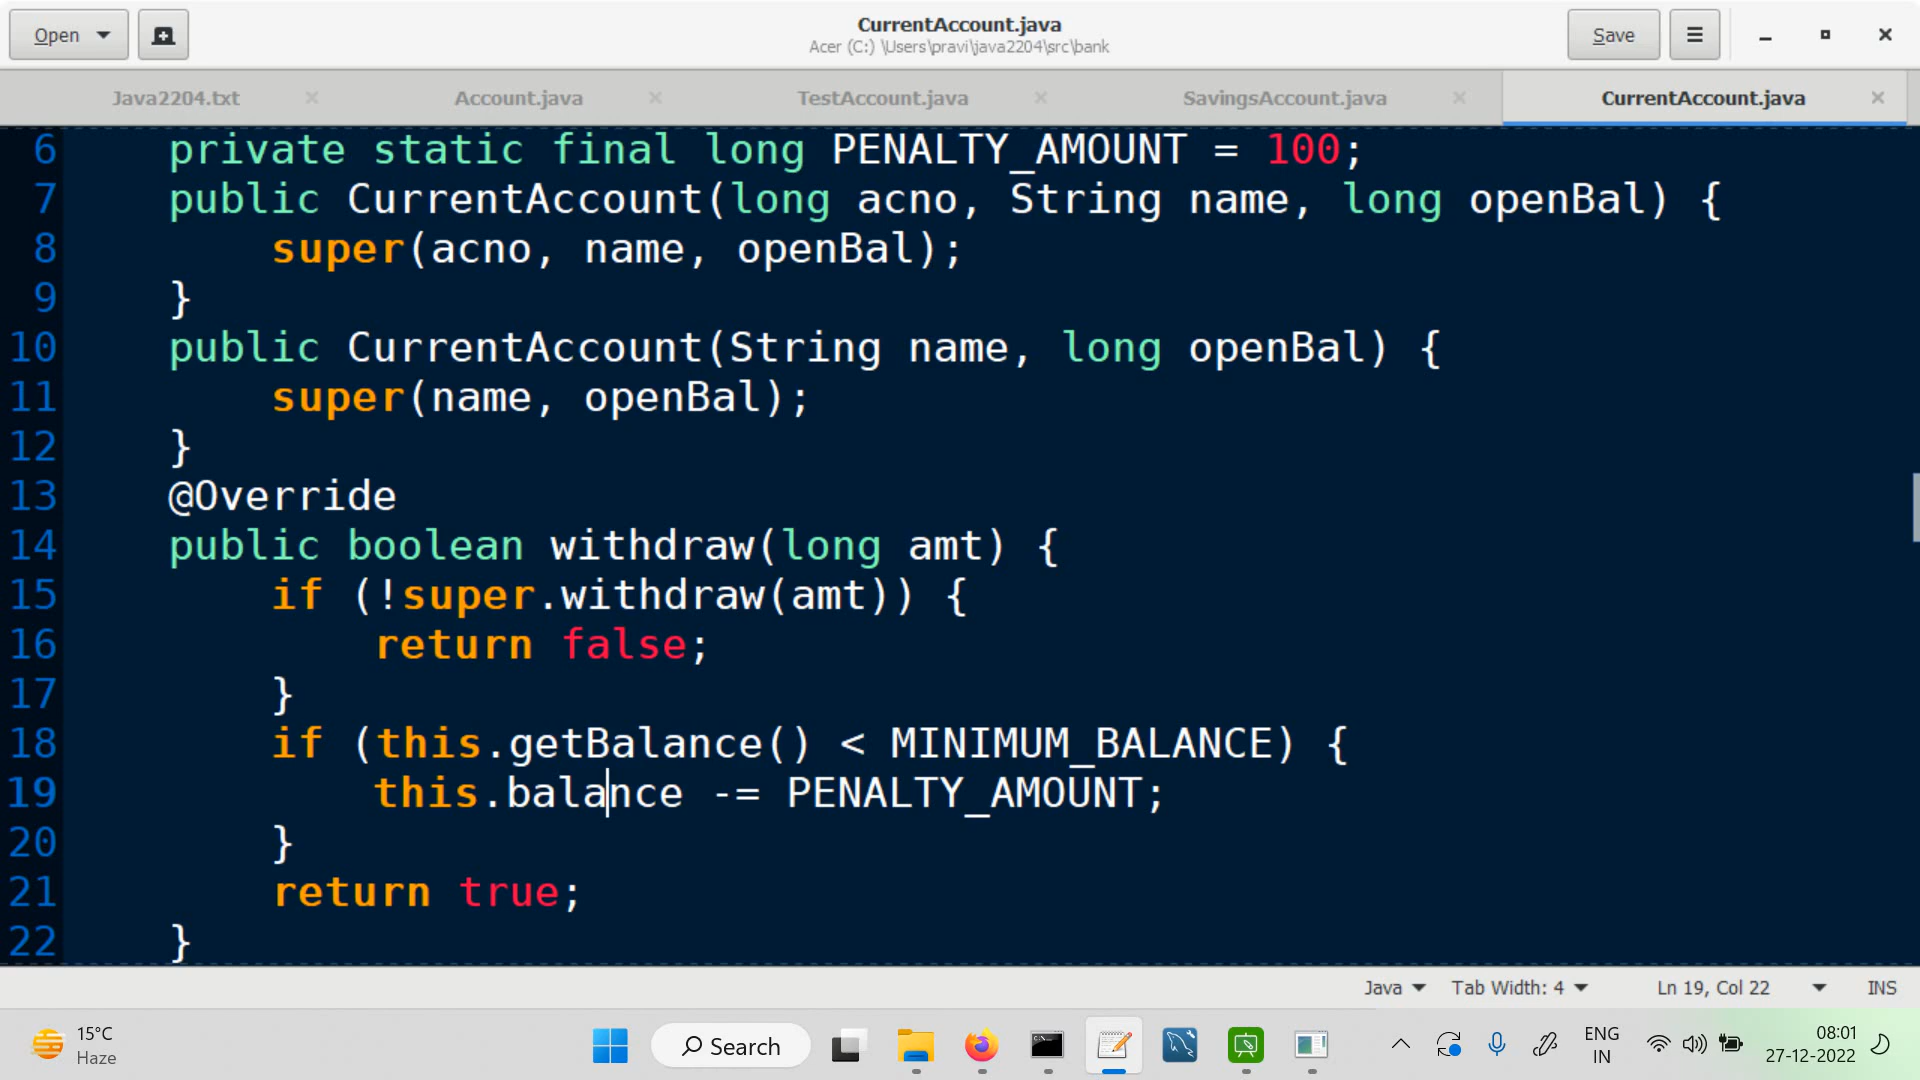 Open
CurrentAccount.java
Acer (C:) \Users\pravi\java2204\src\bank
Save
Java2204.txt
Account.java
TestAccount.java
SavingsAccount.java
CurrentAccount.java
6 private static final long PENALTY_AMOUNT = 100;
7 public CurrentAccount(long acno, String name, long openBal) {
8 super(acno, name, openBal);
9 }
10 public CurrentAccount(String name, long openBal) {
11 super(name, openBal);
12 }
13 @Override
14 public boolean withdraw(long amt) {
15 if (!super.withdraw(amt)) {
16 return false;
17 }
18 if (this.getBalance() < MINIMUM_BALANCE) {
19 this.balance -= PENALTY_AMOUNT;
20 }
21 return true;
22 }
Java Tab Width: 4 Ln 19, Col 22 INS
15°C
Haze
Search
ENG
IN
08:01
27-12-2022